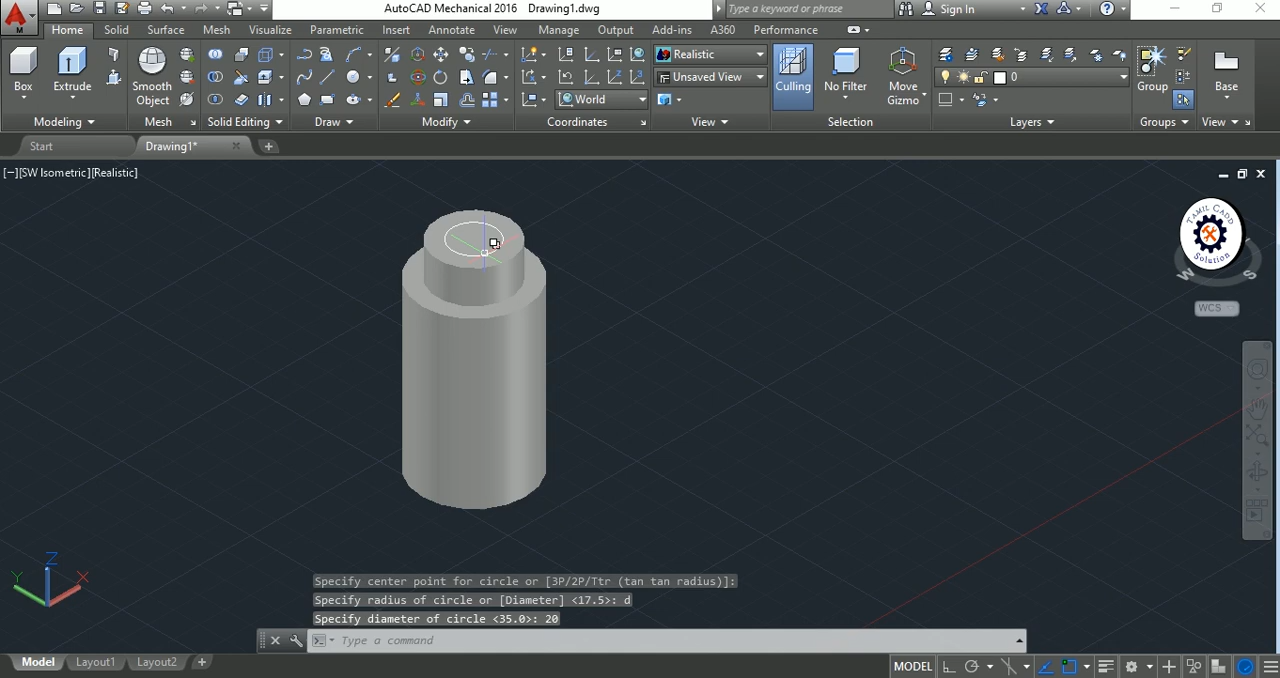 AutoCAD Mechanical 2016 Drawing1.dwg
Type a keyword or phrase
Sign In
Home Solid Surface Mesh Visualize Parametric Insert Annotate View Manage Output Add-ins A360 Performance
M
Box
Extrude
Smooth
Object
Realistic
Unsaved View
World
Culling
No Filter
Move
Gizmo
0
Group
Base
Modeling
Mesh
Solid Editing
Draw
Modify
Coordinates
View
Selection
Layers
Groups
View
Start
Drawing1*
[−][SW Isometric][Realistic]
TAMIL CADD
Solution
W
S
WCS
Z
Y
X
Specify center point for circle or [3P/2P/Ttr (tan tan radius)]:
Specify radius of circle or [Diameter] <17.5>: d
Specify diameter of circle <35.0>: 20
Type a command
Model
Layout1
Layout2
MODEL